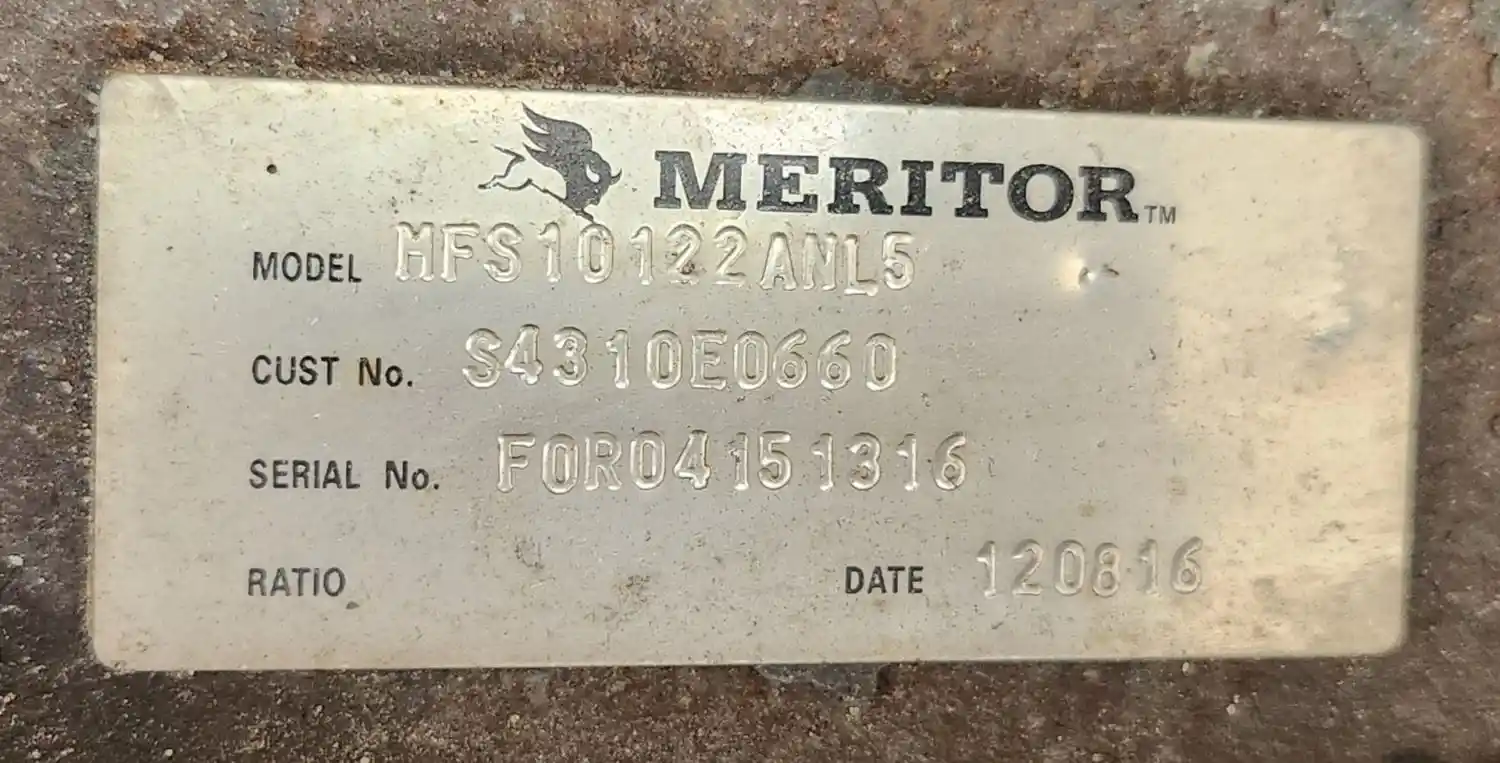 MERITOR™
MODEL MFS10122ANL5
CUST No. S4310E0660
SERIAL No. FOR04151316
RATIO DATE 120816